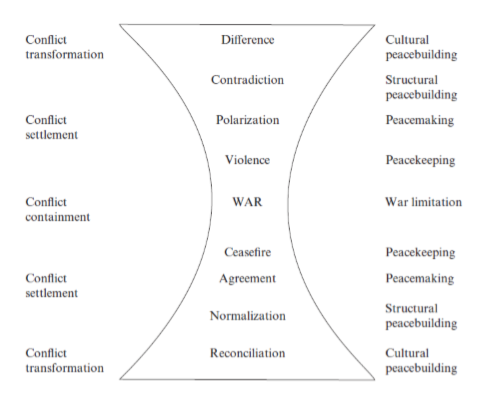 Conflict
transformation
Difference
Cultural
peacebuilding
Contradiction
Structural
peacebuilding
Conflict
settlement
Polarization
Peacemaking
Violence
Peacekeeping
Conflict
containment
WAR
War limitation
Ceasefire
Peacekeeping
Conflict
settlement
Agreement
Peacemaking
Normalization
Structural
peacebuilding
Conflict
transformation
Reconciliation
Cultural
peacebuilding